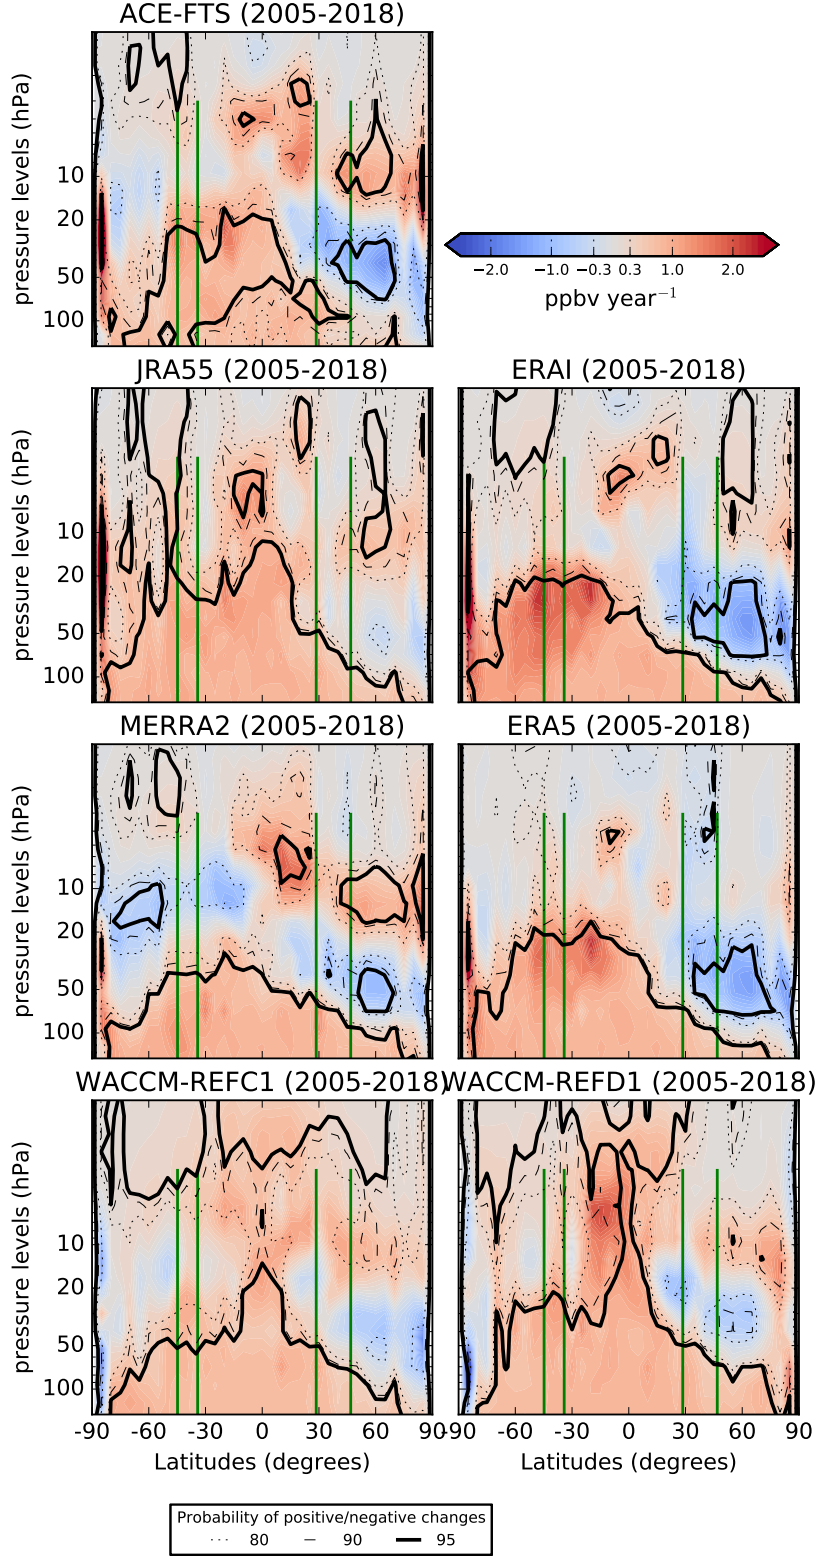 ACE-FTS (2005-2018)
pressure levels (hPa)
10
20
50
100
−2.0 −1.0 −0.3 0.3 1.0 2.0
ppbv year⁻¹
JRA55 (2005-2018) ERAI (2005-2018)
pressure levels (hPa)
10
20
50
100
MERRA2 (2005-2018) ERA5 (2005-2018)
pressure levels (hPa)
10
20
50
100
WACCM-REFC1 (2005-2018) WACCM-REFD1 (2005-2018)
pressure levels (hPa)
10
20
50
100
-90 -60 -30 0 30 60 90 -90 -60 -30 0 30 60 90
Latitudes (degrees) Latitudes (degrees)
Probability of positive/negative changes
80 90 95